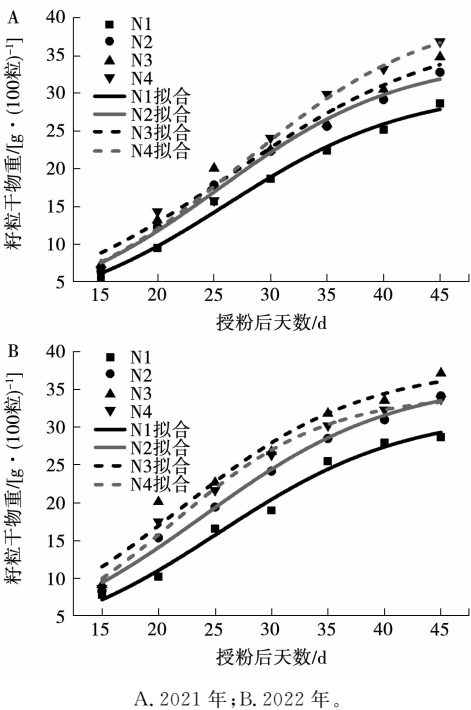 A
40
35
30
25
20
15
10
5
籽粒干物重/[g·(100粒)⁻¹]
N1
N2
N3
N4
N1拟合
N2拟合
N3拟合
N4拟合
15 20 25 30 35 40 45
授粉后天数/d
B
40
35
30
25
20
15
10
5
籽粒干物重/[g·(100粒)⁻¹]
N1
N2
N3
N4
N1拟合
N2拟合
N3拟合
N4拟合
15 20 25 30 35 40 45
授粉后天数/d
A. 2021 年;B. 2022 年。